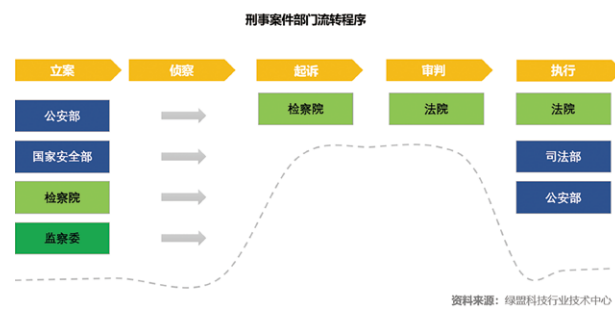 刑事案件部门流转程序
立案 侦察 起诉 审判 执行
公安部 检察院 法院 法院
国家安全部 司法部
检察院 公安部
监察委
资料来源：绿盟科技行业技术中心